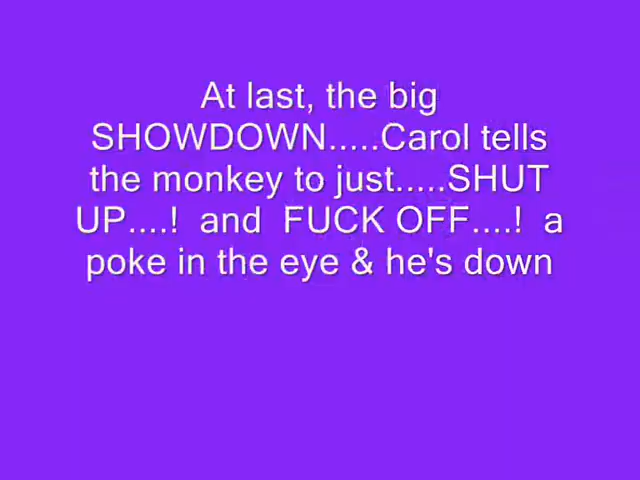 At last, the big
SHOWDOWN.....Carol tells
the monkey to just.....SHUT
UP....!  and  FUCK OFF....!  a
poke in the eye & he's down